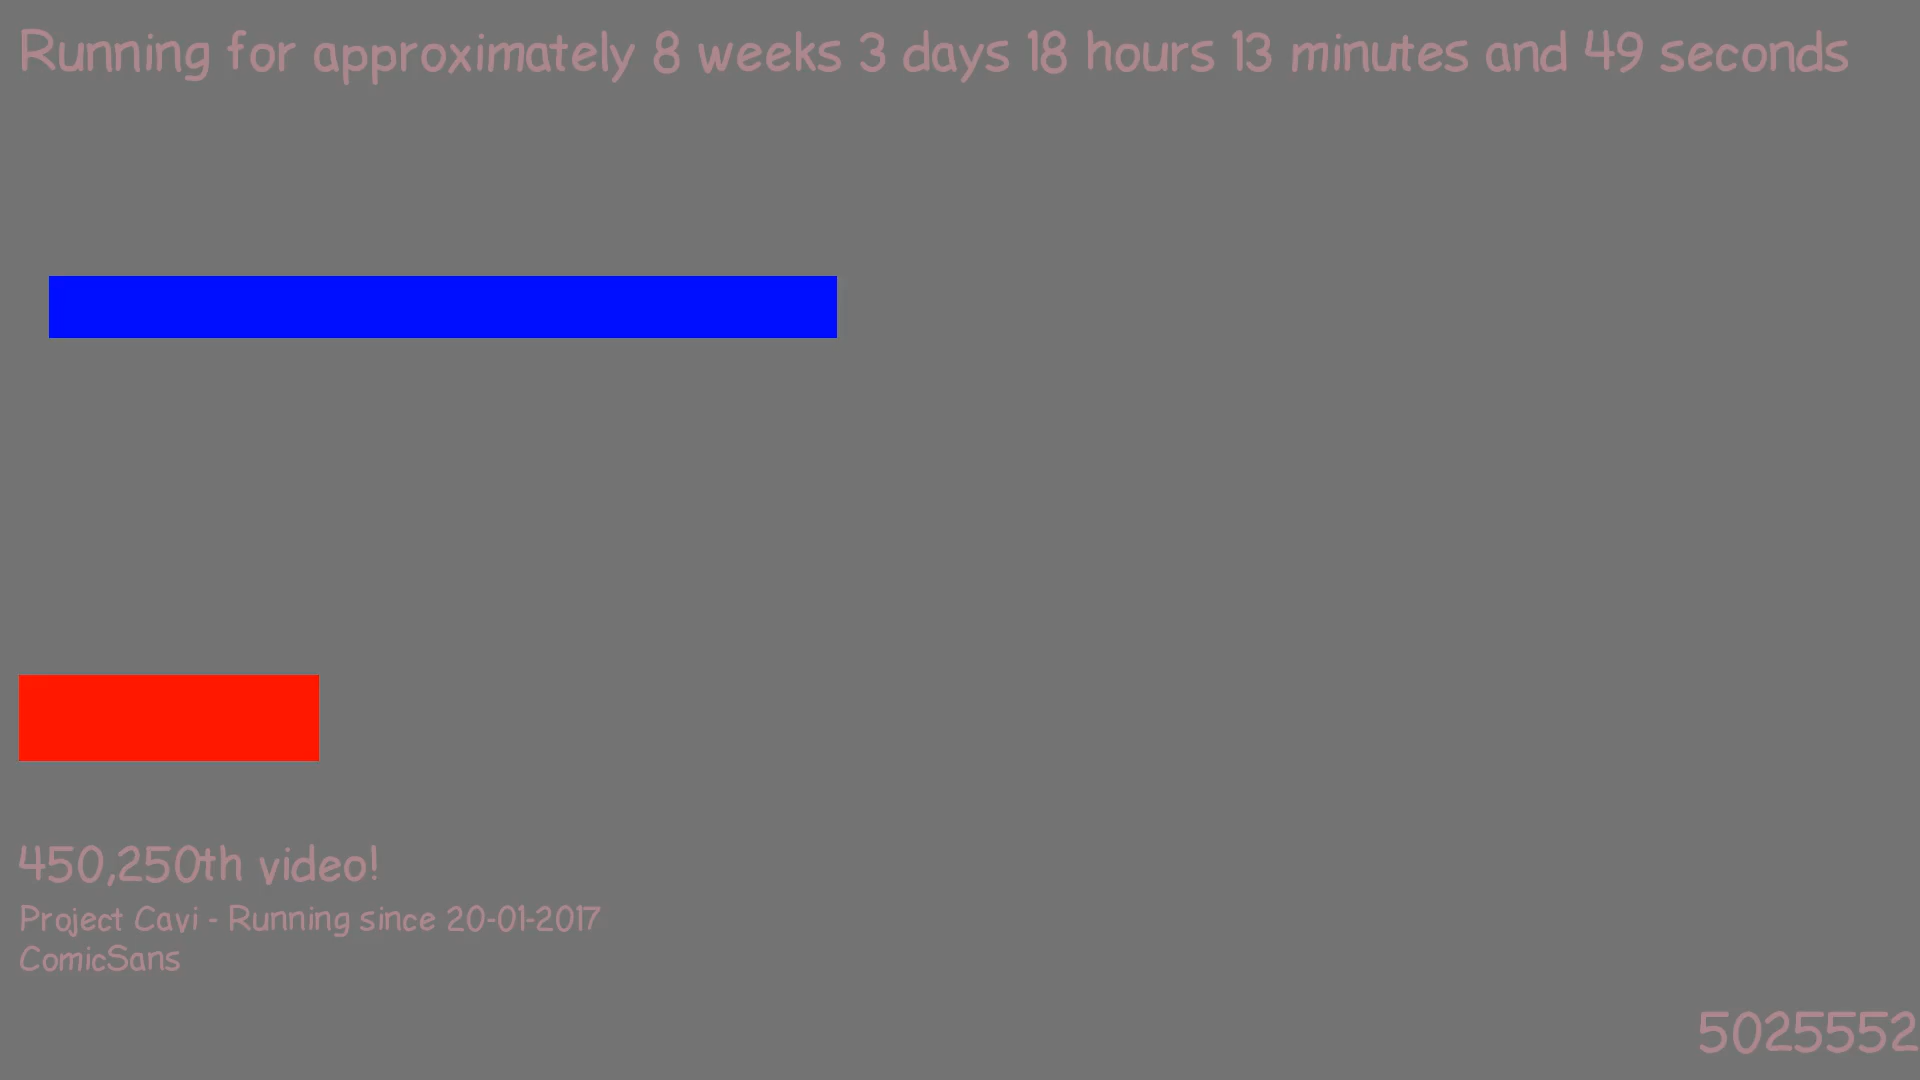 Running for approximately 8 weeks 3 days 18 hours 13 minutes and 49 seconds
450,250th video!
Project Cavi - Running since 20-01-2017
ComicSans
5025552